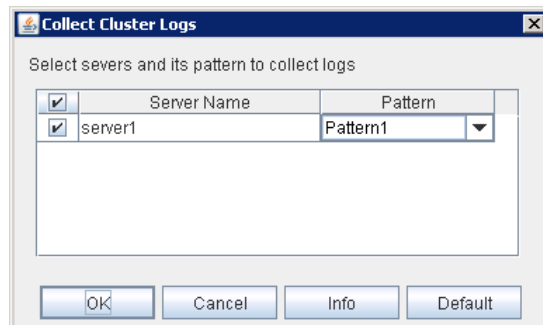 Collect Cluster Logs
Select severs and its pattern to collect logs
Server Name Pattern
server1 Pattern1
OK Cancel Info Default